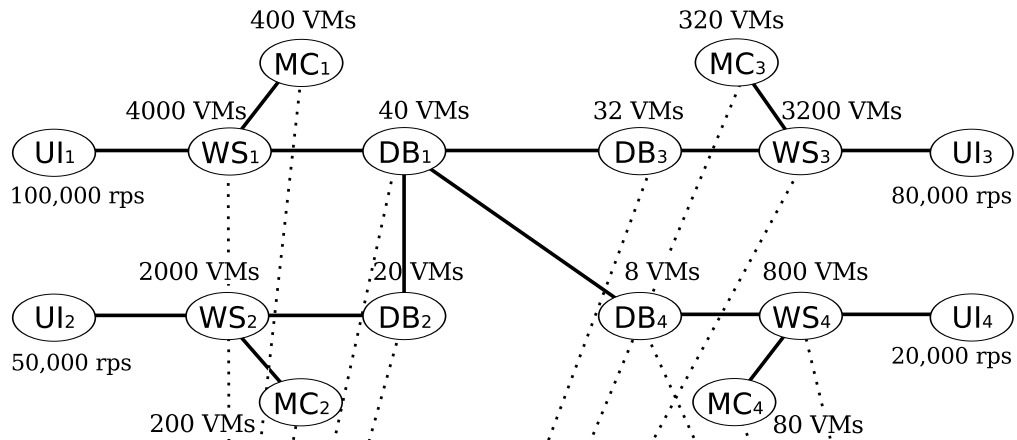 400 VMs
320 VMs
MC1
MC3
4000 VMs
40 VMs
32 VMs
3200 VMs
UI1
WS1
DB1
DB3
WS3
UI3
100,000 rps
80,000 rps
2000 VMs
20 VMs
8 VMs
800 VMs
UI2
WS2
DB2
DB4
WS4
UI4
50,000 rps
20,000 rps
MC2
MC4
200 VMs
80 VMs